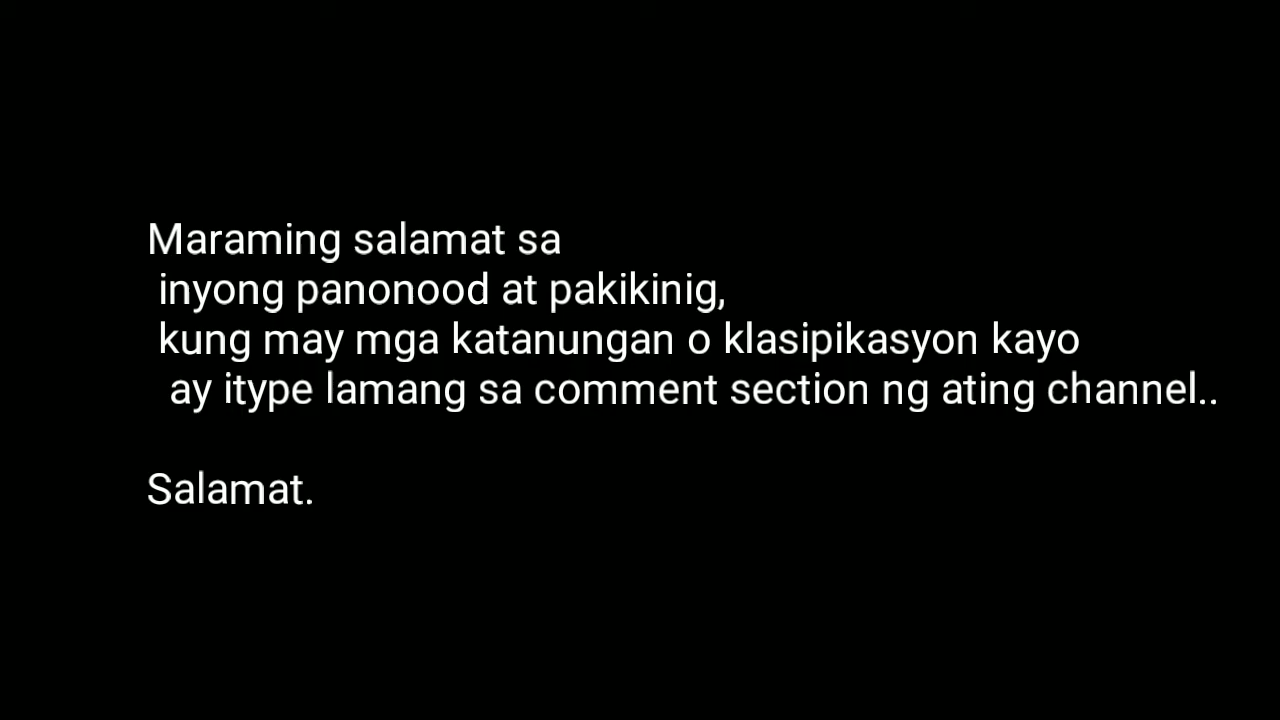 Maraming salamat sa
inyong panonood at pakikinig,
kung may mga katanungan o klasipikasyon kayo
ay itype lamang sa comment section ng ating channel..
Salamat.